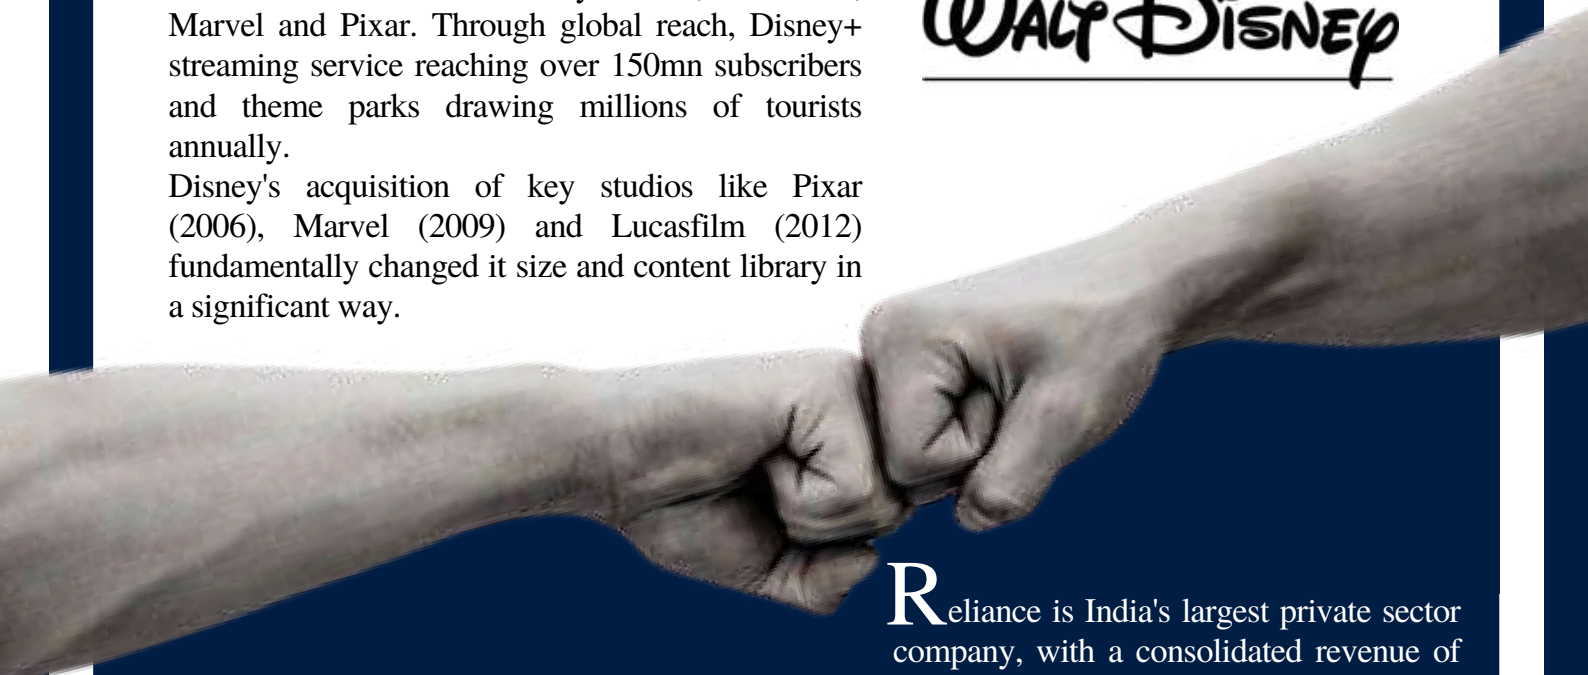 Marvel and Pixar. Through global reach, Disney+
streaming service reaching over 150mn subscribers
and theme parks drawing millions of tourists
annually.
Disney's acquisition of key studios like Pixar
(2006), Marvel (2009) and Lucasfilm (2012)
fundamentally changed it size and content library in
a significant way.
WALT DISNEY
Reliance is India's largest private sector
company, with a consolidated revenue of